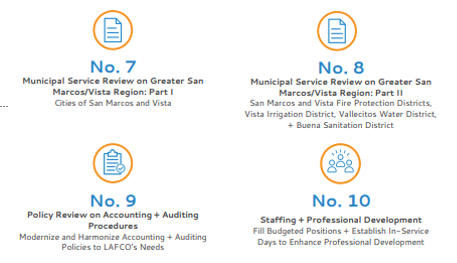 No. 7
Municipal Service Review on Greater San
Marcos/Vista Region: Part I
Cities of San Marcos and Vista
...
No. 8
Municipal Service Review on Greater San
Marcos/Vista Region: Part II
San Marcos and Vista Fire Protection Districts,
Vista Irrigation District, Vallecitos Water District,
+ Buena Sanitation District
No. 9
Policy Review on Accounting + Auditing
Procedures
Modernize and Harmonize Accounting + Auditing
Policies to LAFCO's Needs
No. 10
Staffing + Professional Development
Fill Budgeted Positions + Establish In-Service
Days to Enhance Professional Development